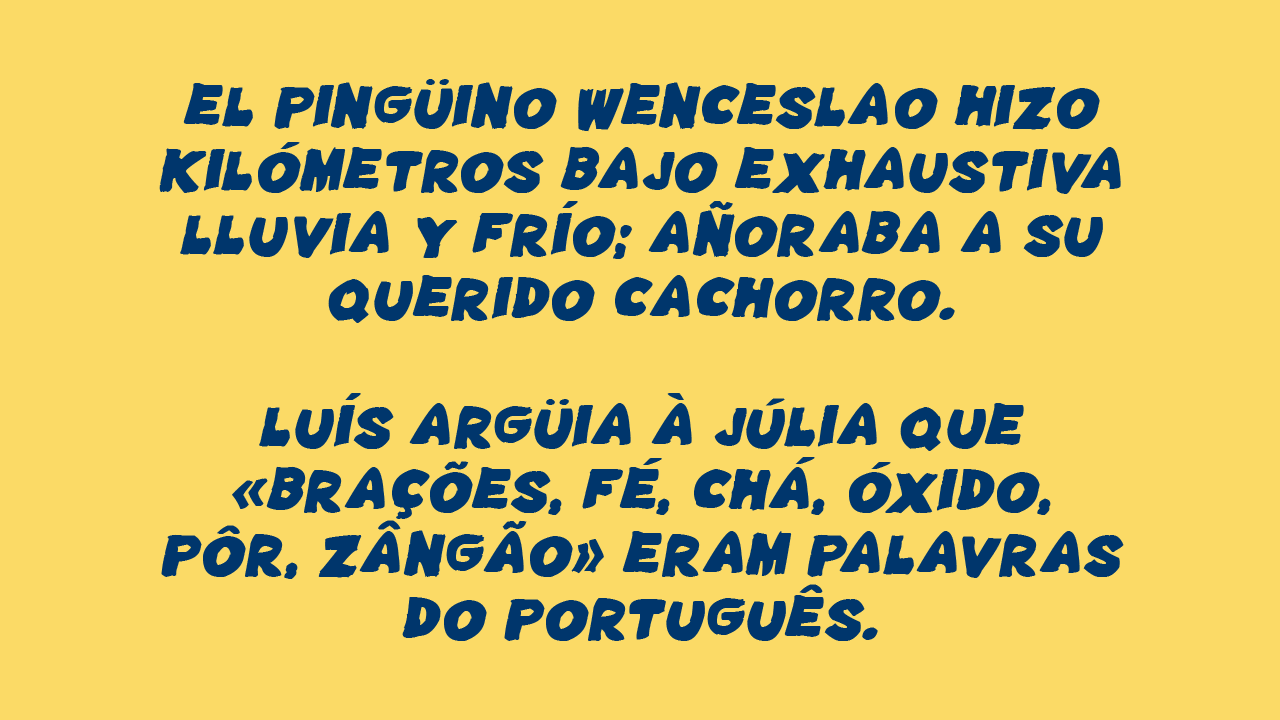 EL PINGÜINO WENCESLAO HIZO
KILÓMETROS BAJO EXHAUSTIVA
LLUVIA Y FRÍO; AÑORABA A SU
QUERIDO CACHORRO.
LUÍS ARGÜIA À JÚLIA QUE
«BRAÇÕES, FÉ, CHÁ, ÓXIDO,
PÔR, ZÂNGÃO» ERAM PALAVRAS
DO PORTUGUÊS.